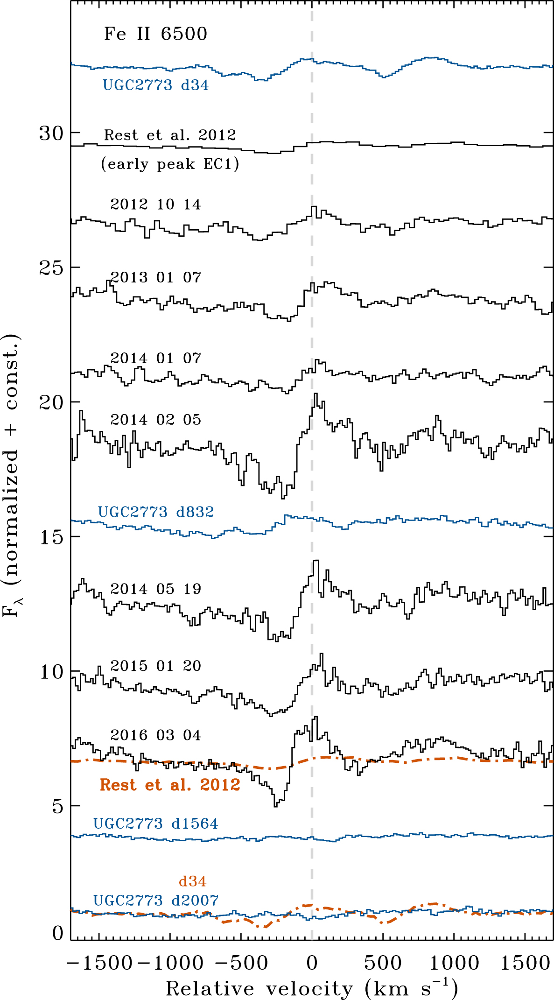 Fe II 6500
UGC2773 d34
30
Rest et al. 2012
(early peak EC1)
2012 10 14
25
2013 01 07
2014 01 07
20
2014 02 05
UGC2773 d832
15
2014 05 19
10
2015 01 20
2016 03 04
Rest et al. 2012
5
UGC2773 d1564
d34
UGC2773 d2007
0
−1500 −1000 −500 0 500 1000 1500
Relative velocity (km s⁻¹)
F_λ (normalized + const.)